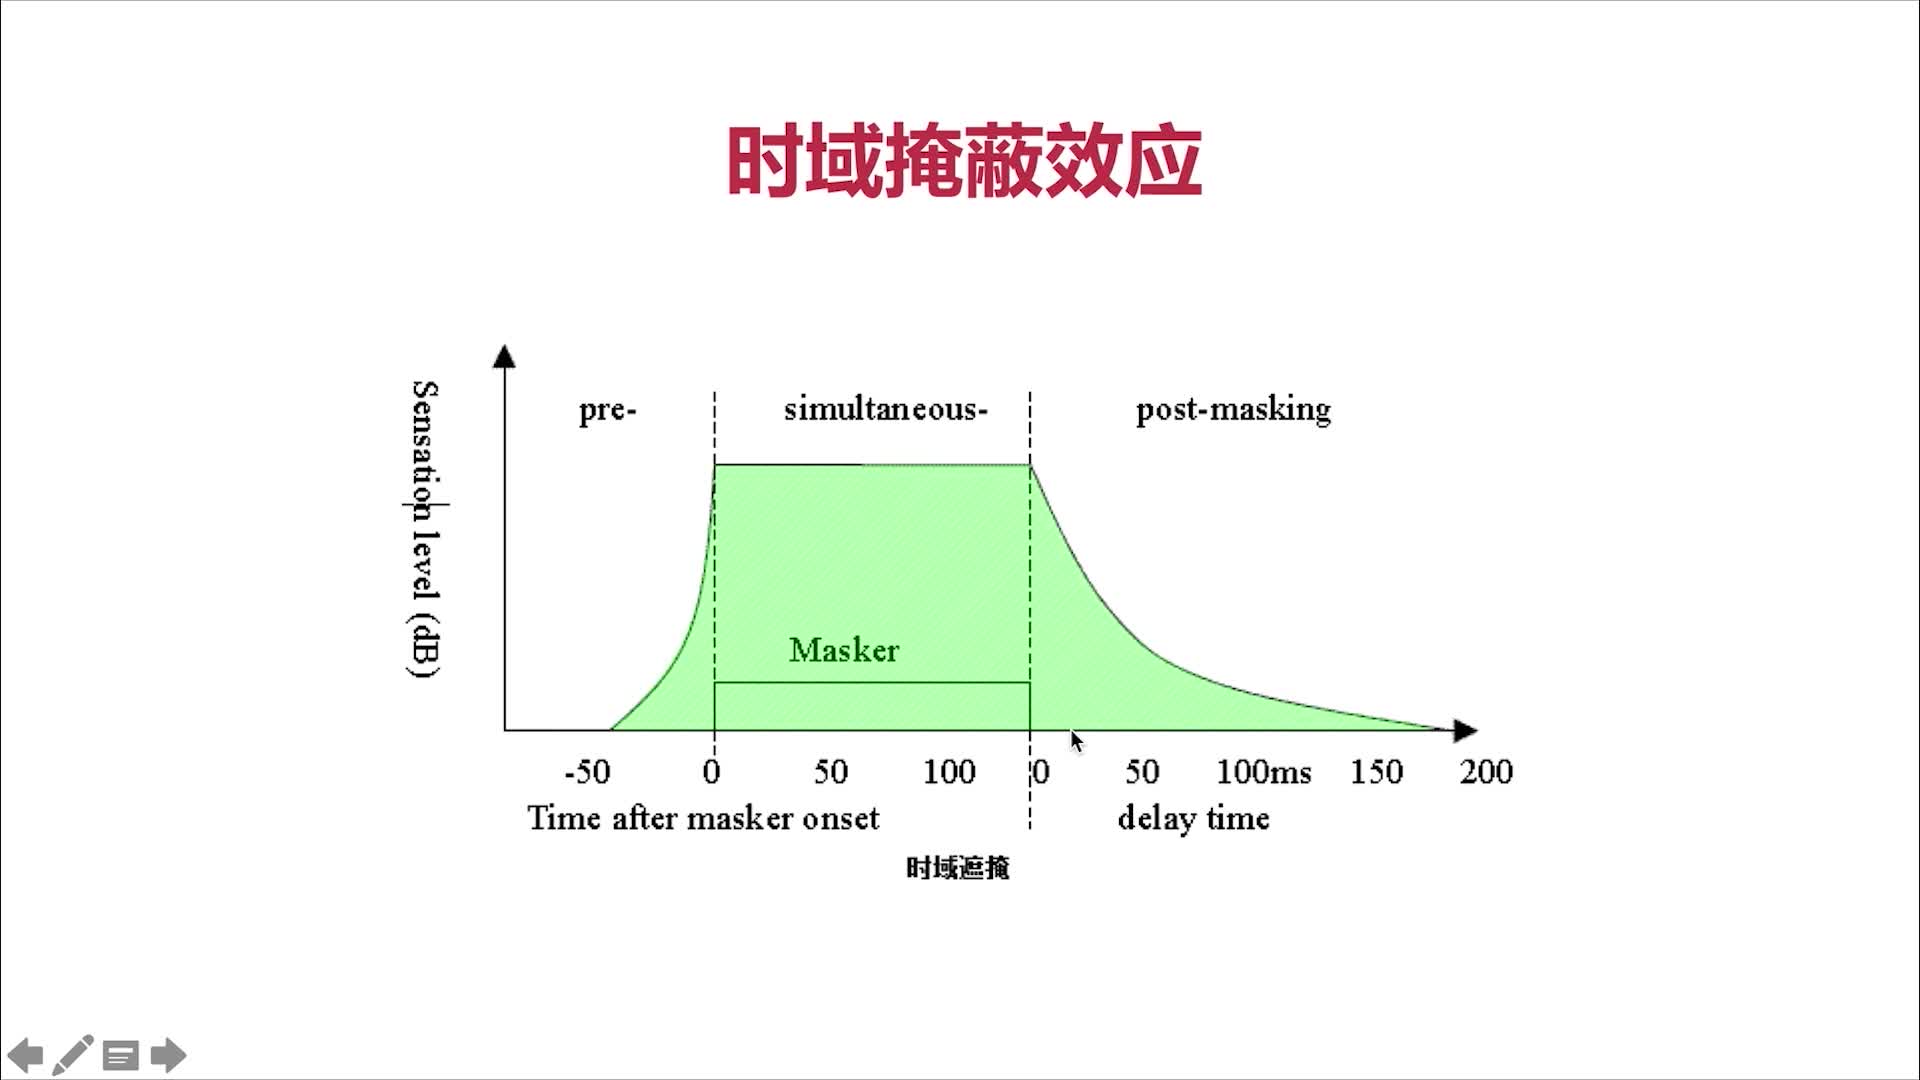 时域掩蔽效应
Sensation level (dB)
pre- simultaneous- post-masking
Masker
-50 0 50 100 0 50 100ms 150 200
Time after masker onset delay time
时域遮掩